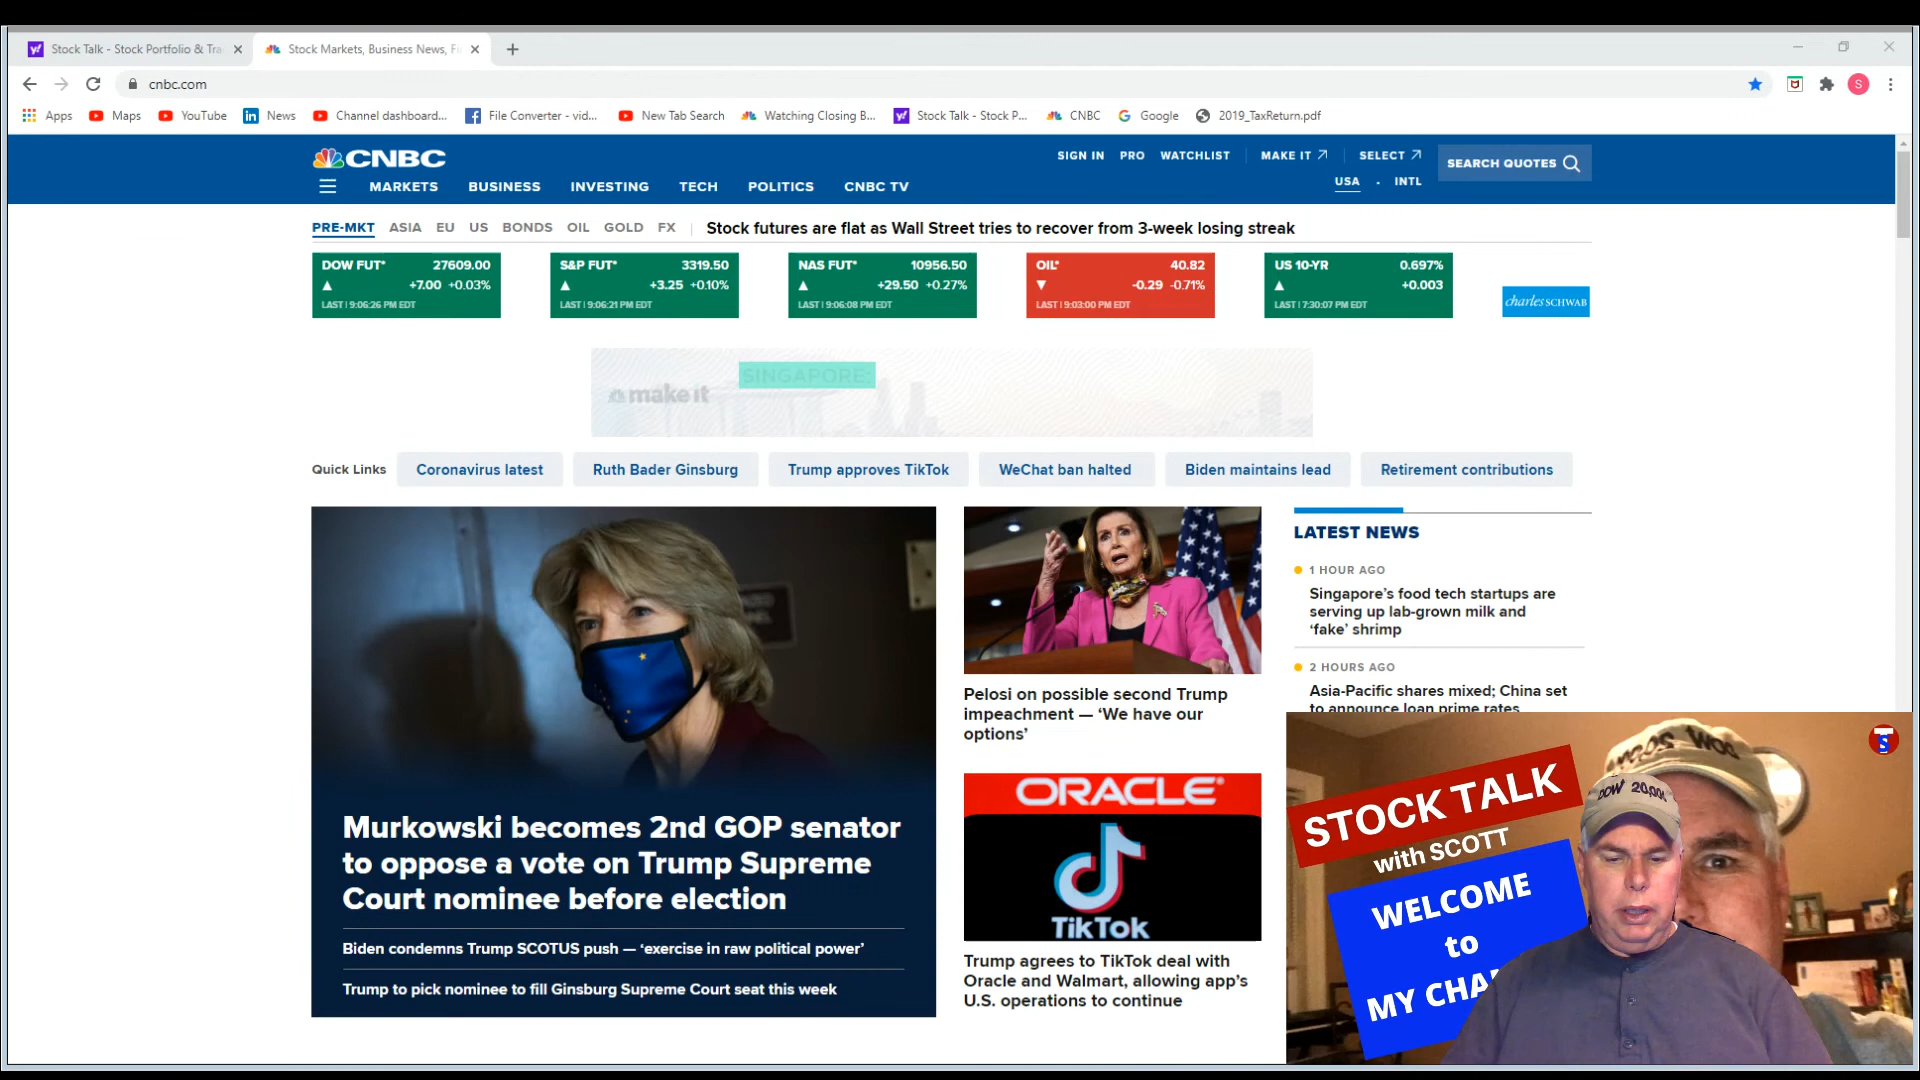 Stock Talk - Stock Portfolio & Tra
Stock Markets, Business News, Fi
cnbc.com
S
Apps
Maps
YouTube
News
Channel dashboard...
File Converter - vid...
New Tab Search
Watching Closing B...
Stock Talk - Stock P...
CNBC
Google
2019_TaxReturn.pdf
CNBC
SIGN IN PRO WATCHLIST MAKE IT SELECT
USA · INTL
SEARCH QUOTES
MARKETS BUSINESS INVESTING TECH POLITICS CNBC TV
PRE-MKT ASIA EU US BONDS OIL GOLD FX
Stock futures are flat as Wall Street tries to recover from 3-week losing streak
DOW FUT* 27609.00
+7.00 +0.03%
LAST | 9:06:26 PM EDT
S&P FUT* 3319.50
+3.25 +0.10%
LAST | 9:06:21 PM EDT
NAS FUT* 10956.50
+29.50 +0.27%
LAST | 9:06:08 PM EDT
OIL* 40.82
-0.29 -0.71%
LAST | 9:03:00 PM EDT
US 10-YR 0.697%
+0.003
LAST | 7:30:07 PM EDT
charles SCHWAB
SINGAPORE:
make it
Quick Links
Coronavirus latest
Ruth Bader Ginsburg
Trump approves TikTok
WeChat ban halted
Biden maintains lead
Retirement contributions
Murkowski becomes 2nd GOP senator
to oppose a vote on Trump Supreme
Court nominee before election
Biden condemns Trump SCOTUS push — ‘exercise in raw political power’
Trump to pick nominee to fill Ginsburg Supreme Court seat this week
Pelosi on possible second Trump
impeachment — ‘We have our
options’
ORACLE®
TikTok
Trump agrees to TikTok deal with
Oracle and Walmart, allowing app’s
U.S. operations to continue
LATEST NEWS
1 HOUR AGO
Singapore’s food tech startups are
serving up lab-grown milk and
‘fake’ shrimp
2 HOURS AGO
Asia-Pacific shares mixed; China set
to announce loan prime rates
STOCK TALK
with SCOTT
WELCOME
to
MY CHA
DOW 20,000
TS